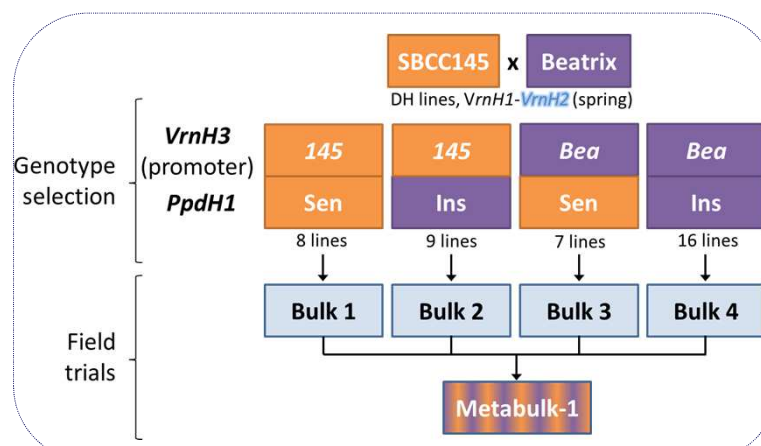 SBCC145 x Beatrix
DH lines, VrnH1-VrnH2 (spring)
Genotype selection
VrnH3 (promoter)
145 145 Bea Bea
PpdH1
Sen Ins Sen Ins
8 lines 9 lines 7 lines 16 lines
Field trials
Bulk 1 Bulk 2 Bulk 3 Bulk 4
Metabulk-1